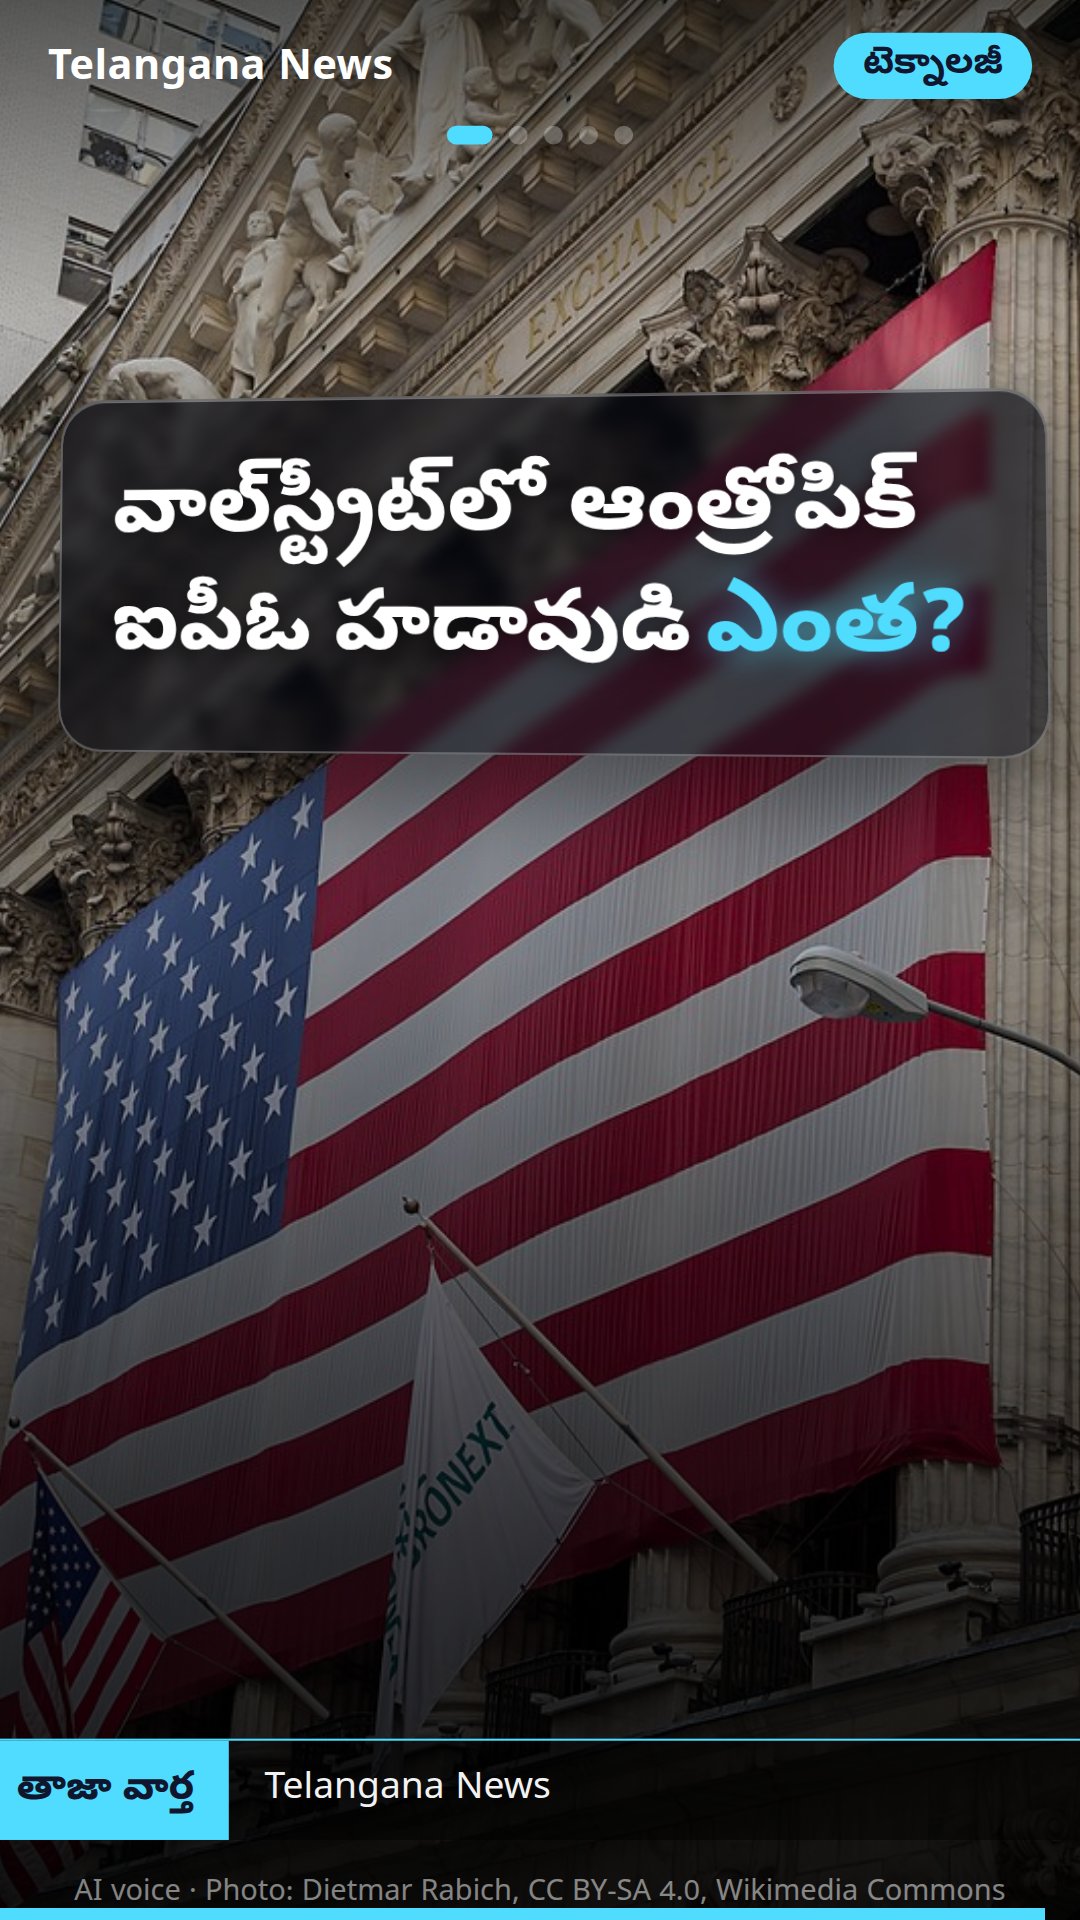 Telangana News
టెక్నాలజీ
EXCHANGE
వాల్‌స్ట్రీట్‌లో ఆంత్రోపిక్
ఐపీఓ హడావుడి ఎంత?
తాజా వార్త
Telangana News
AI voice · Photo: Dietmar Rabich, CC BY-SA 4.0, Wikimedia Commons